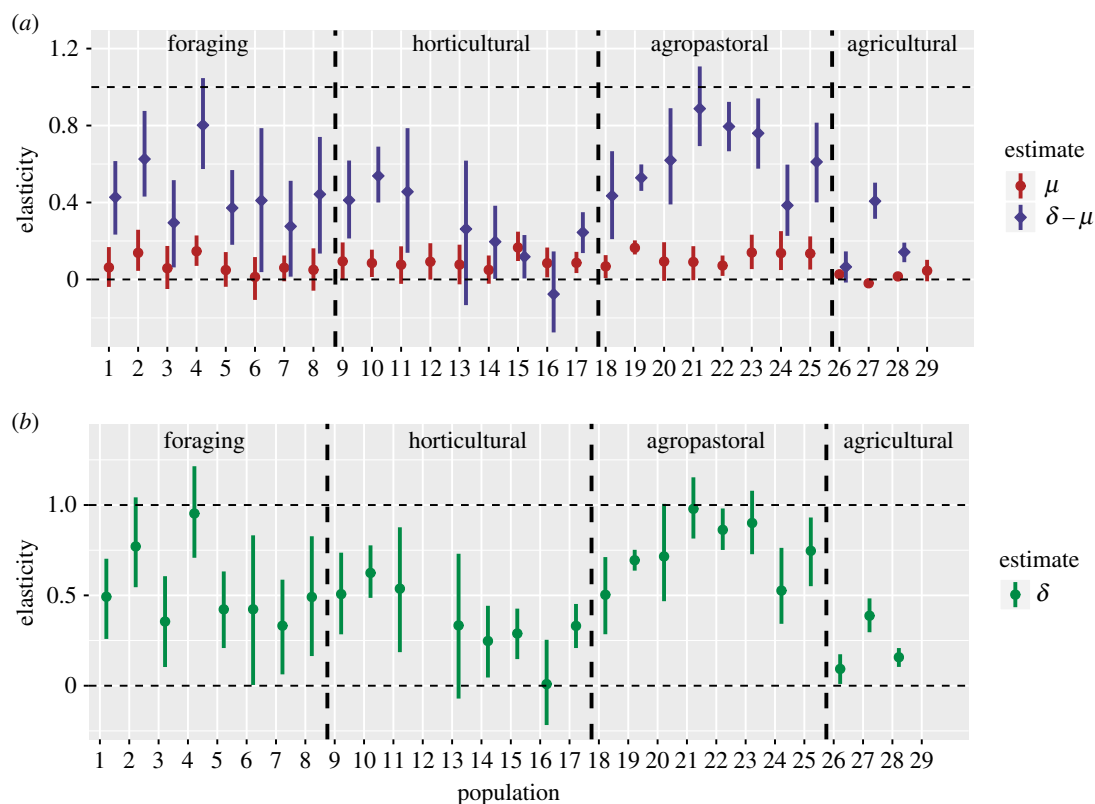 (a)
foraging horticultural agropastoral agricultural
1.2
0.8
0.4
0
elasticity
1 2 3 4 5 6 7 8 9 10 11 12 13 14 15 16 17 18 19 20 21 22 23 24 25 26 27 28 29
estimate
μ
δ – μ
(b)
foraging horticultural agropastoral agricultural
1.0
0.5
0
elasticity
1 2 3 4 5 6 7 8 9 10 11 12 13 14 15 16 17 18 19 20 21 22 23 24 25 26 27 28 29
population
estimate
δ